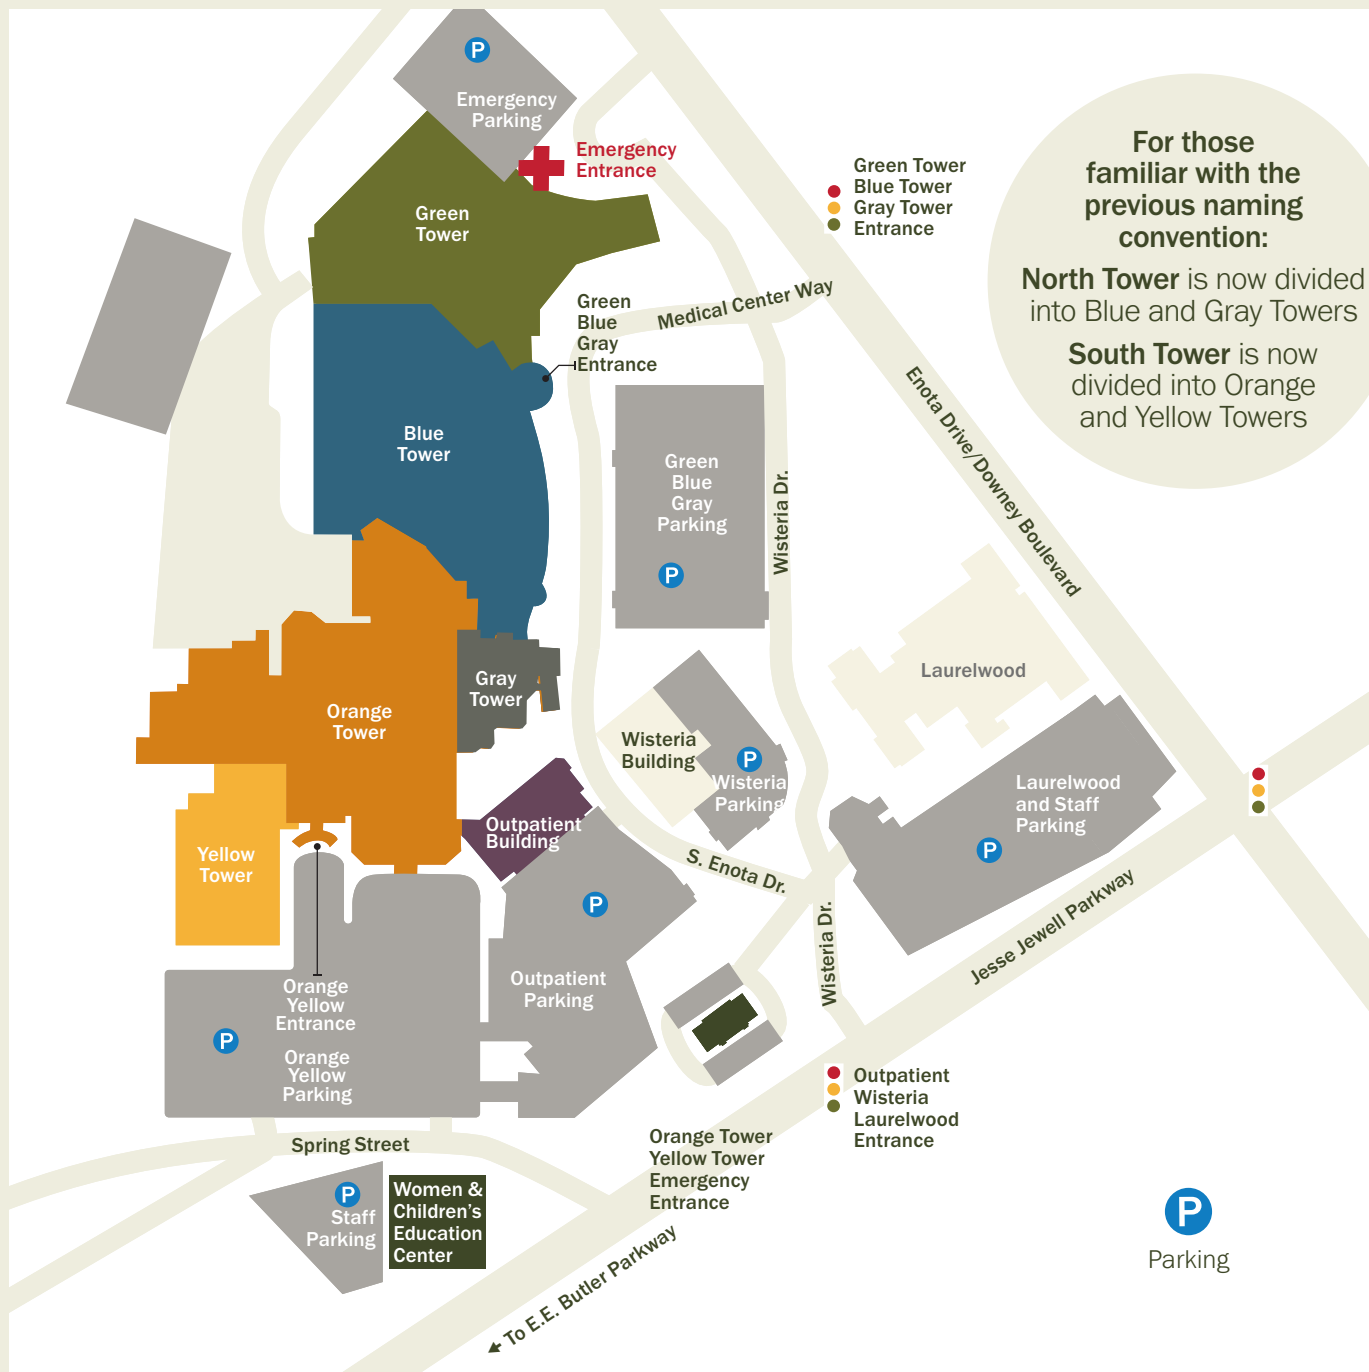 P
Emergency
Parking
Emergency
Entrance
Green
Tower
Green Tower
Blue Tower
Gray Tower
Entrance
For those
familiar with the
previous naming
convention:
North Tower is now divided
into Blue and Gray Towers
South Tower is now
divided into Orange
and Yellow Towers
Green
Blue
Gray
Entrance
Medical Center Way
Enota Drive/Downey Boulevard
Blue
Tower
Green
Blue
Gray
Parking
P
Wisteria Dr.
Laurelwood
Gray
Tower
Orange
Tower
Wisteria
Building
P
Wisteria
Parking
Laurelwood
and Staff
Parking
P
Outpatient
Building
Yellow
Tower
S. Enota Dr.
Wisteria Dr.
Jesse Jewell Parkway
P
Outpatient
Parking
Orange
Yellow
Entrance
P
Orange
Yellow
Parking
Outpatient
Wisteria
Laurelwood
Entrance
Spring Street
Orange Tower
Yellow Tower
Emergency
Entrance
P
Staff
Parking
Women &
Children's
Education
Center
To E.E. Butler Parkway
P
Parking